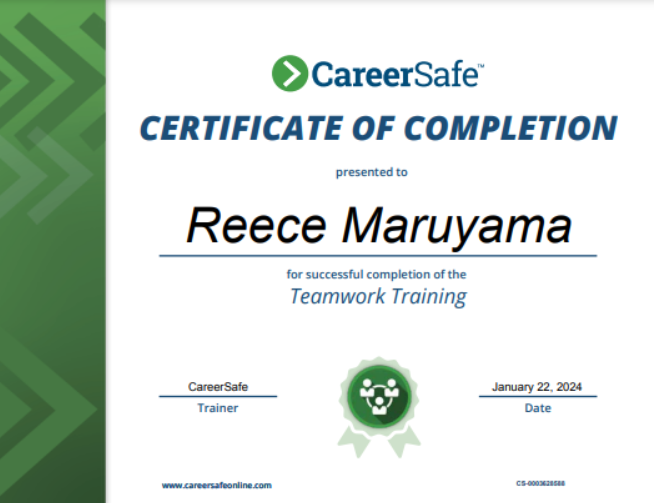 CareerSafe™
CERTIFICATE OF COMPLETION
presented to
Reece Maruyama
for successful completion of the
Teamwork Training
CareerSafe
Trainer
January 22, 2024
Date
www.careersafeonline.com
CS-0003628588